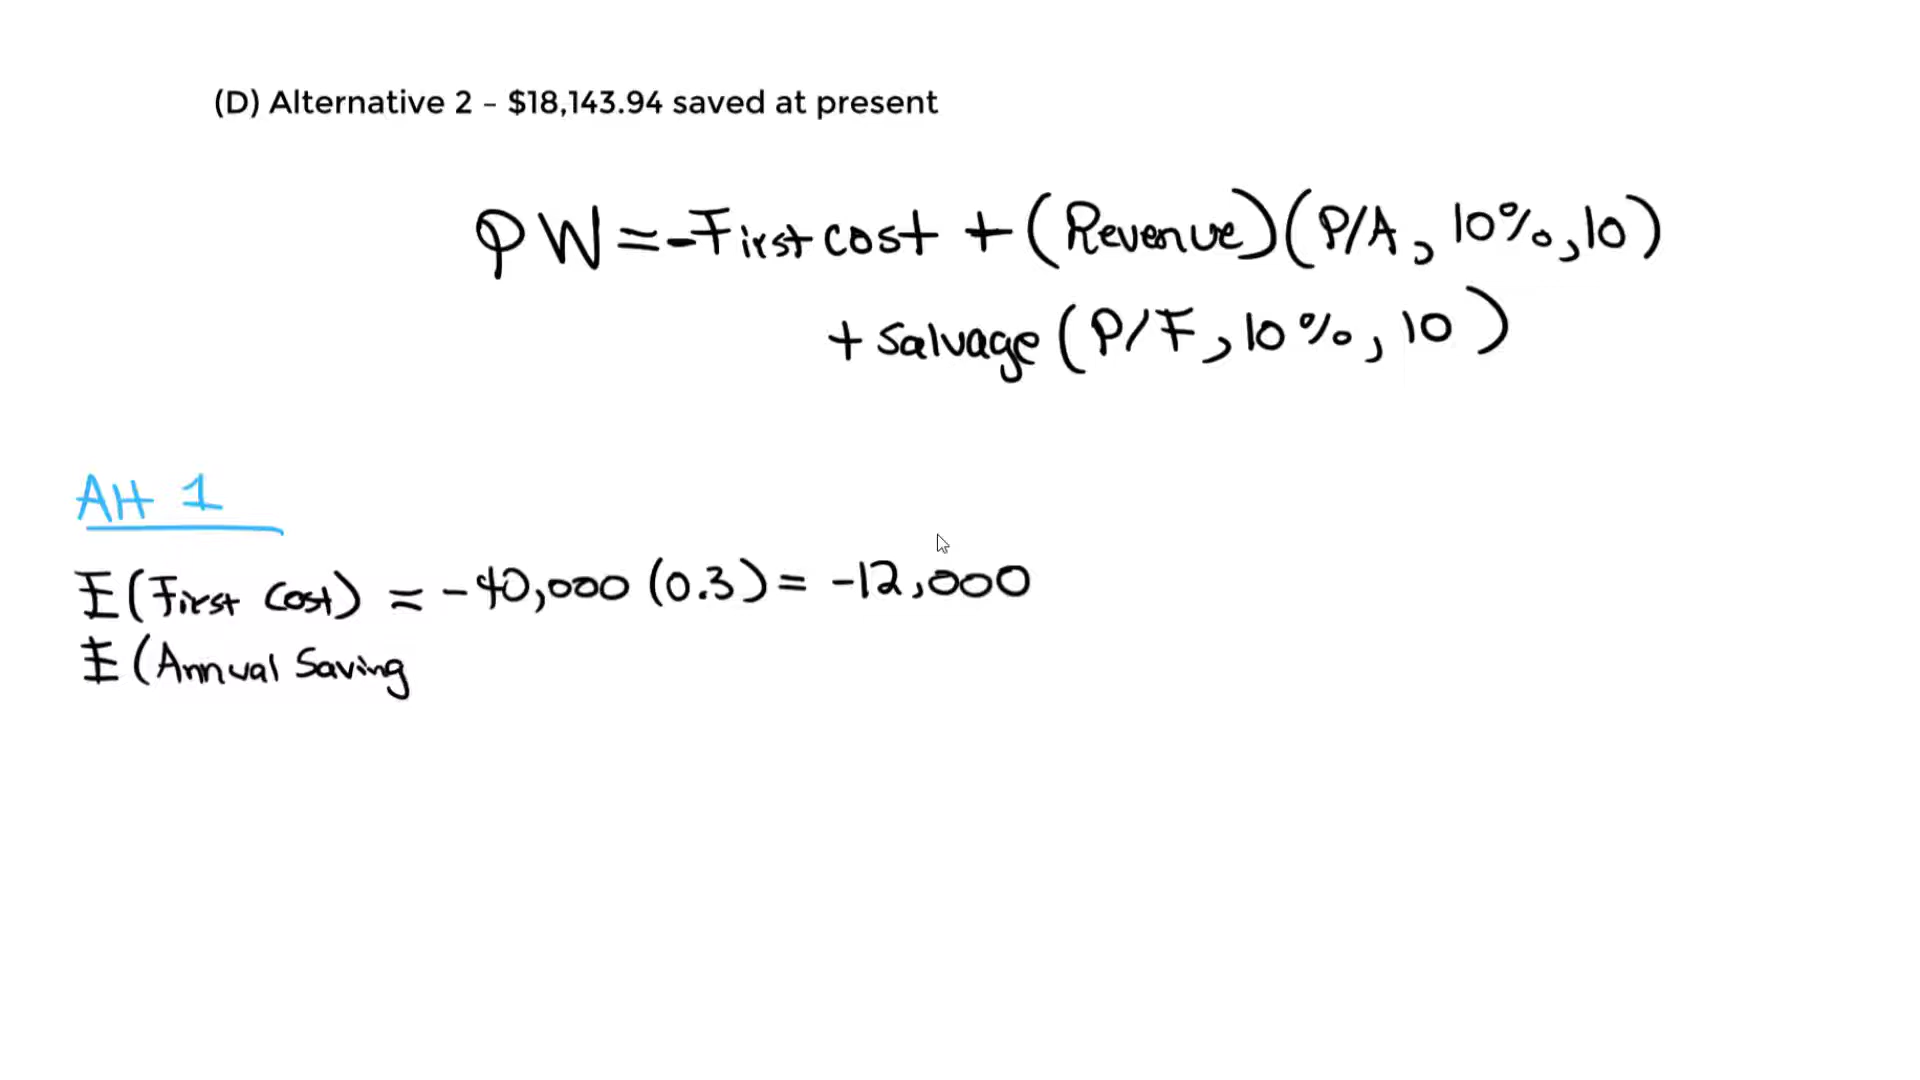 (D) Alternative 2 – $18,143.94 saved at present
PW = -First cost + (Revenue)(P/A, 10%, 10)
+ Salvage (P/F, 10%, 10)
Alt 1
E(First Cost) = -40,000 (0.3) = -12,000
E(Annual Saving